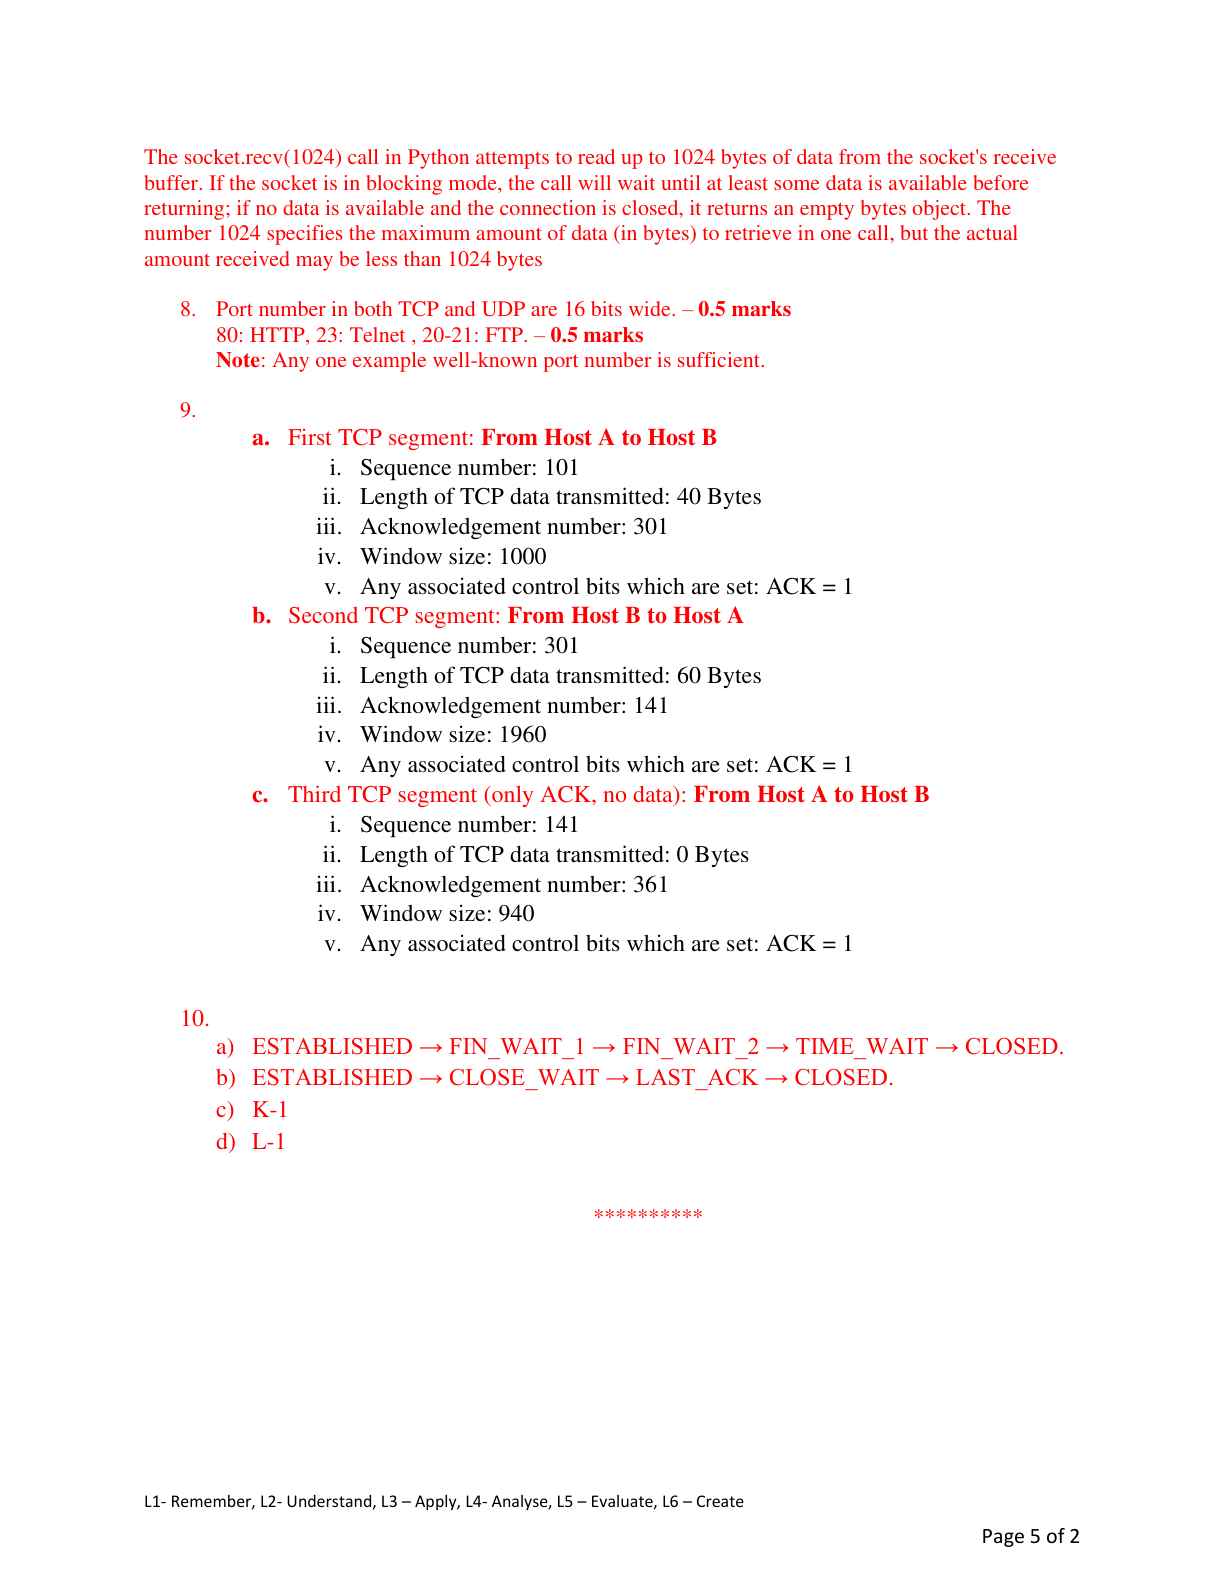 The socket.recv(1024) call in Python attempts to read up to 1024 bytes of data from the socket's receive
buffer. If the socket is in blocking mode, the call will wait until at least some data is available before
returning; if no data is available and the connection is closed, it returns an empty bytes object. The
number 1024 specifies the maximum amount of data (in bytes) to retrieve in one call, but the actual
amount received may be less than 1024 bytes
8. Port number in both TCP and UDP are 16 bits wide. – 0.5 marks
80: HTTP, 23: Telnet , 20-21: FTP. – 0.5 marks
Note: Any one example well-known port number is sufficient.
9.
a. First TCP segment: From Host A to Host B
i. Sequence number: 101
ii. Length of TCP data transmitted: 40 Bytes
iii. Acknowledgement number: 301
iv. Window size: 1000
v. Any associated control bits which are set: ACK = 1
b. Second TCP segment: From Host B to Host A
i. Sequence number: 301
ii. Length of TCP data transmitted: 60 Bytes
iii. Acknowledgement number: 141
iv. Window size: 1960
v. Any associated control bits which are set: ACK = 1
c. Third TCP segment (only ACK, no data): From Host A to Host B
i. Sequence number: 141
ii. Length of TCP data transmitted: 0 Bytes
iii. Acknowledgement number: 361
iv. Window size: 940
v. Any associated control bits which are set: ACK = 1
10.
a) ESTABLISHED → FIN_WAIT_1 → FIN_WAIT_2 → TIME_WAIT → CLOSED.
b) ESTABLISHED → CLOSE_WAIT → LAST_ACK → CLOSED.
c) K-1
d) L-1
**********
L1- Remember, L2- Understand, L3 – Apply, L4- Analyse, L5 – Evaluate, L6 – Create
Page 5 of 2